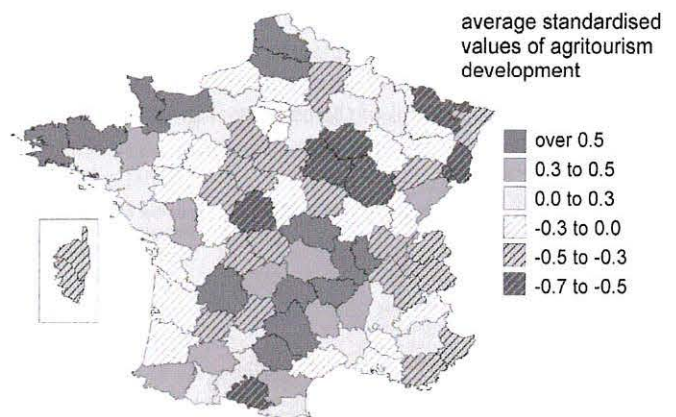 average standardised
values of agritourism
development
over 0.5
0.3 to 0.5
0.0 to 0.3
-0.3 to 0.0
-0.5 to -0.3
-0.7 to -0.5